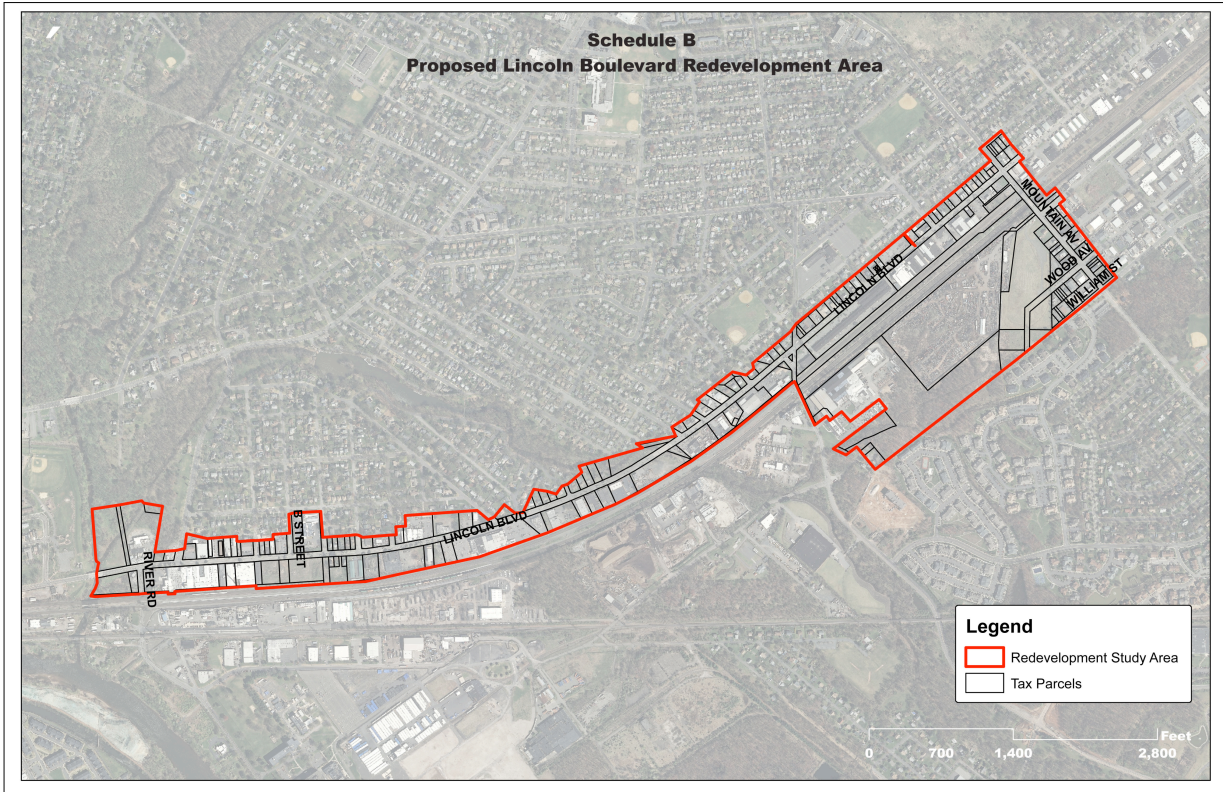 Schedule B
Proposed Lincoln Boulevard Redevelopment Area
MOUNTAIN AV
WOOD AV
WILLIAM ST
LINCOLN BLVD
LINCOLN BLVD
B STREET
RIVER RD
Legend
Redevelopment Study Area
Tax Parcels
Feet
0 700 1,400 2,800